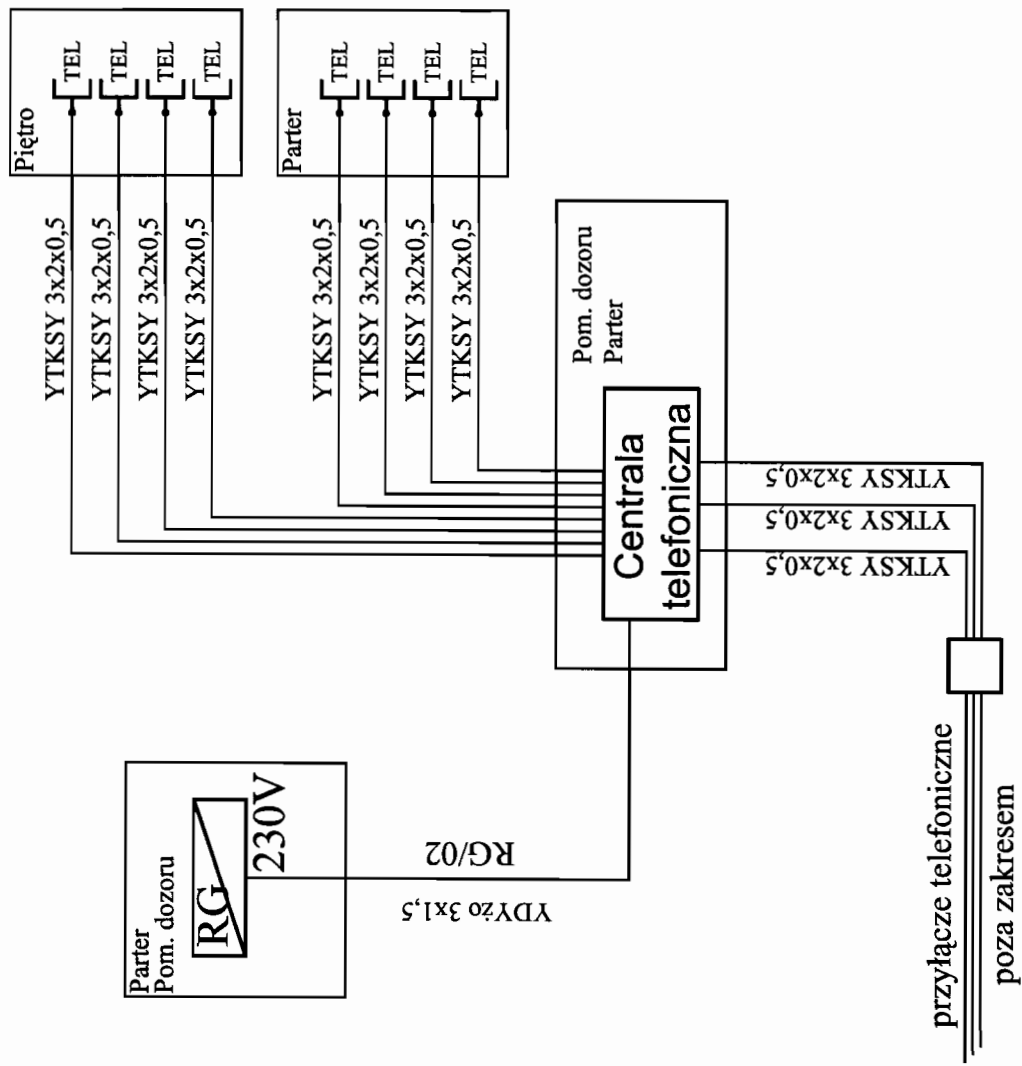 Piętro
TEL
TEL
TEL
TEL
YTKSY 3x2x0,5
YTKSY 3x2x0,5
YTKSY 3x2x0,5
YTKSY 3x2x0,5
Parter
TEL
TEL
TEL
TEL
YTKSY 3x2x0,5
YTKSY 3x2x0,5
YTKSY 3x2x0,5
YTKSY 3x2x0,5
Pom. dozoru
Parter
Centrala
telefoniczna
YTKSY 3x2x0,5
YTKSY 3x2x0,5
YTKSY 3x2x0,5
Parter
Pom. dozoru
RG
230V
RG/02
YDYżo 3x1,5
przyłącze telefoniczne
poza zakresem